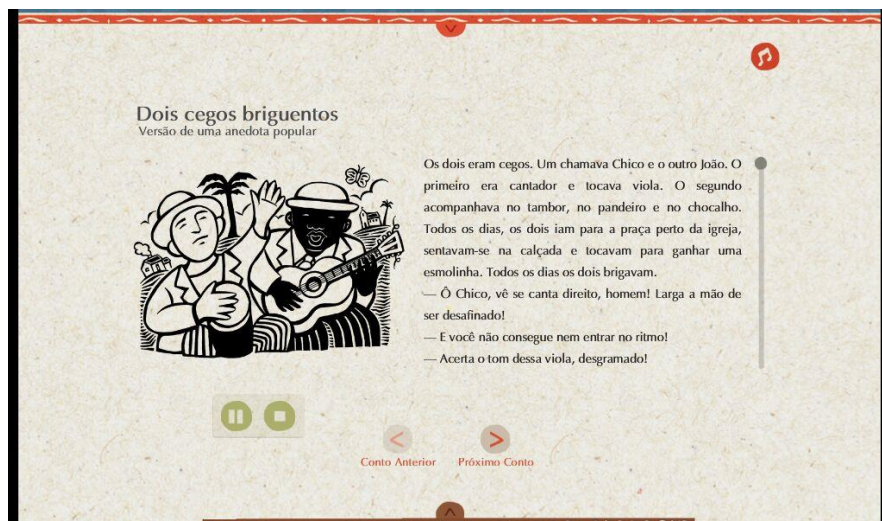 Dois cegos briguentos
Versão de uma anedota popular
Os dois eram cegos. Um chamava Chico e o outro João. O
primeiro era cantador e tocava viola. O segundo
acompanhava no tambor, no pandeiro e no chocalho.
Todos os dias, os dois iam para a praça perto da igreja,
sentavam-se na calçada e tocavam para ganhar uma
esmolinha. Todos os dias os dois brigavam.
— Ô Chico, vê se canta direito, homem! Larga a mão de
ser desafinado!
— E você não consegue nem entrar no ritmo!
— Acerta o tom dessa viola, desgramado!
Conto Anterior
Próximo Conto